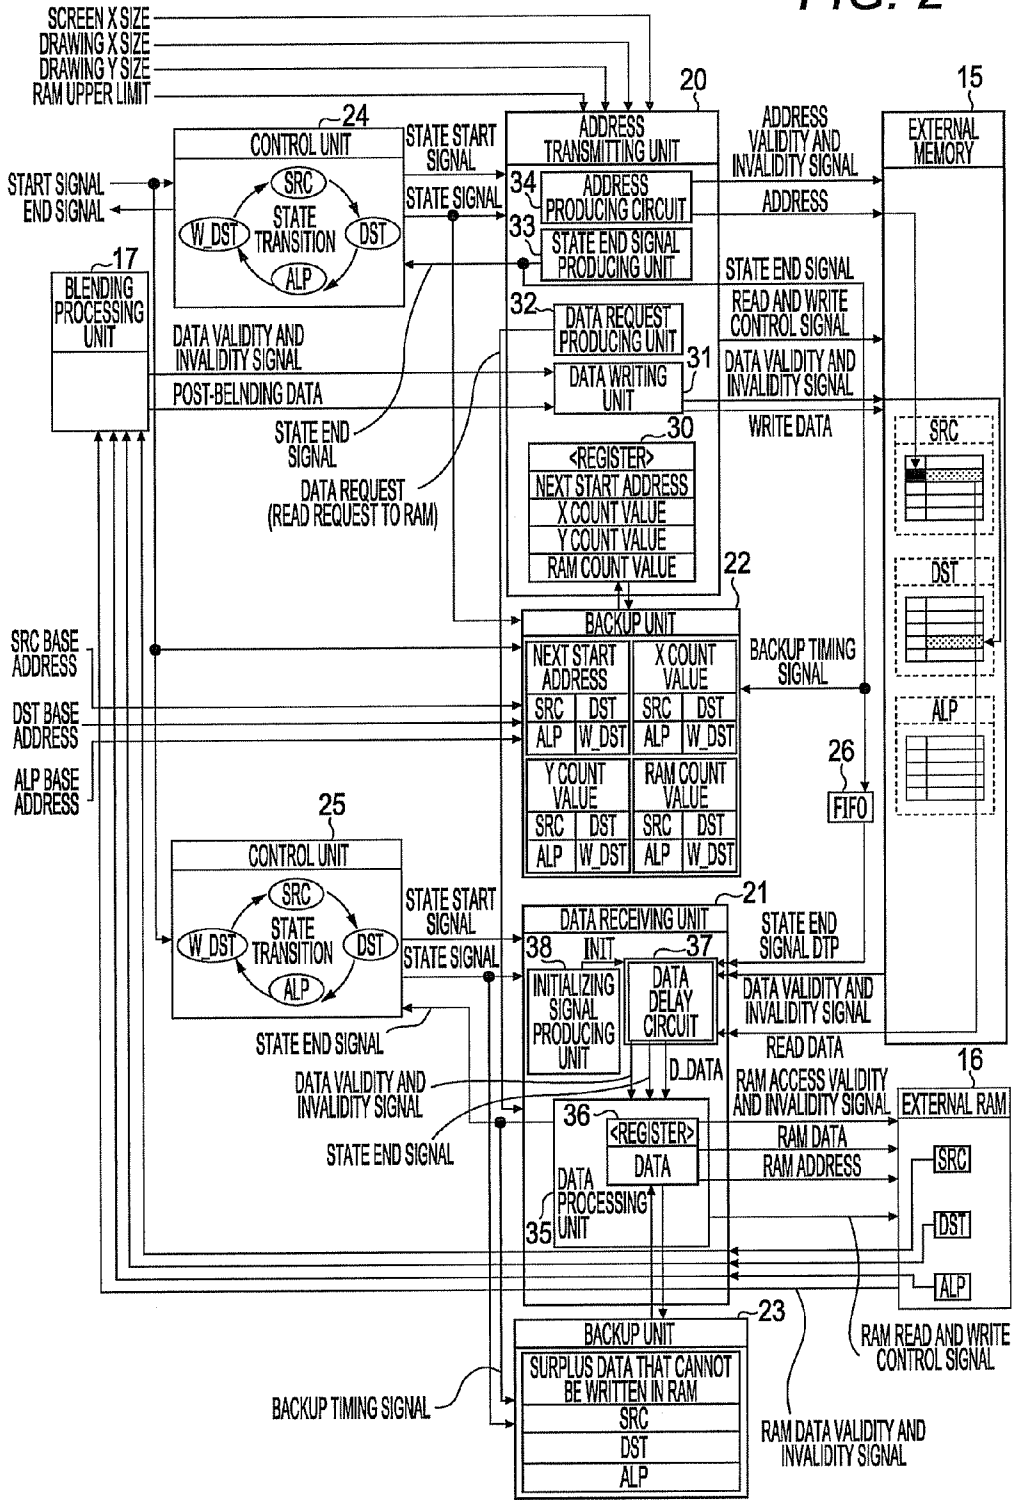 FIG. 2
SCREEN X SIZE
DRAWING X SIZE
DRAWING Y SIZE
RAM UPPER LIMIT
24
CONTROL UNIT
SRC
W_DST
STATE
TRANSITION
DST
ALP
START SIGNAL
END SIGNAL
STATE START
SIGNAL
STATE SIGNAL
20
ADDRESS
TRANSMITTING UNIT
34
ADDRESS
PRODUCING CIRCUIT
33
STATE END SIGNAL
PRODUCING UNIT
32
DATA REQUEST
PRODUCING UNIT
31
DATA WRITING
UNIT
30
<REGISTER>
NEXT START ADDRESS
X COUNT VALUE
Y COUNT VALUE
RAM COUNT VALUE
ADDRESS
VALIDITY AND
INVALIDITY SIGNAL
ADDRESS
STATE END SIGNAL
READ AND WRITE
CONTROL SIGNAL
DATA VALIDITY AND
INVALIDITY SIGNAL
WRITE DATA
15
EXTERNAL
MEMORY
SRC
DST
ALP
17
BLENDING
PROCESSING
UNIT
DATA VALIDITY AND
INVALIDITY SIGNAL
POST-BELNDING DATA
STATE END
SIGNAL
DATA REQUEST
(READ REQUEST TO RAM)
22
BACKUP UNIT
NEXT START
ADDRESS
SRC
DST
ALP
W_DST
X COUNT
VALUE
SRC
DST
ALP
W_DST
Y COUNT
VALUE
SRC
DST
ALP
W_DST
RAM COUNT
VALUE
SRC
DST
ALP
W_DST
SRC BASE
ADDRESS
DST BASE
ADDRESS
ALP BASE
ADDRESS
BACKUP TIMING
SIGNAL
26
FIFO
25
CONTROL UNIT
SRC
W_DST
STATE
TRANSITION
DST
ALP
STATE START
SIGNAL
STATE SIGNAL
STATE END SIGNAL
21
DATA RECEIVING UNIT
38
INIT
37
INITIALIZING
SIGNAL
PRODUCING
UNIT
DATA
DELAY
CIRCUIT
STATE END
SIGNAL DTP
DATA VALIDITY AND
INVALIDITY SIGNAL
READ DATA
DATA VALIDITY AND
INVALIDITY SIGNAL
D_DATA
STATE END SIGNAL
36
<REGISTER>
DATA
35
DATA
PROCESSING
UNIT
RAM ACCESS VALIDITY
AND INVALIDITY SIGNAL
RAM DATA
RAM ADDRESS
16
EXTERNAL RAM
SRC
DST
ALP
RAM READ AND WRITE
CONTROL SIGNAL
RAM DATA VALIDITY AND
INVALIDITY SIGNAL
23
BACKUP UNIT
SURPLUS DATA THAT CANNOT
BE WRITTEN IN RAM
SRC
DST
ALP
BACKUP TIMING SIGNAL